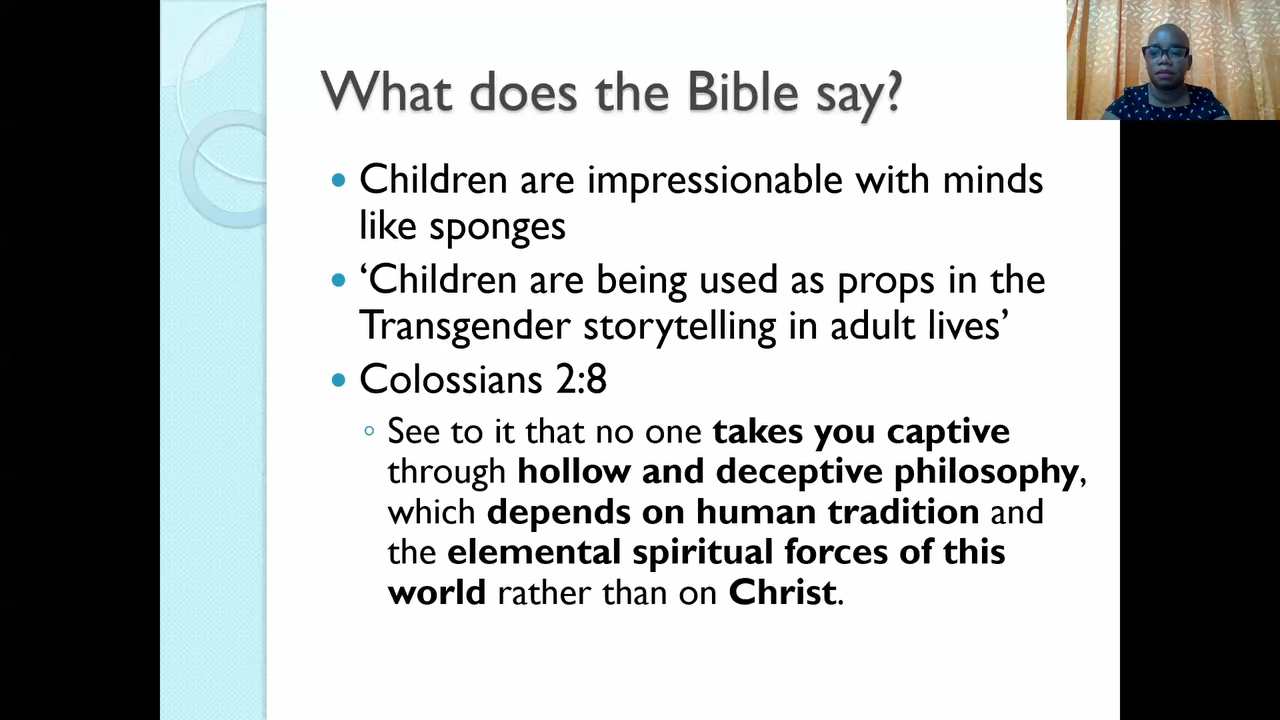 What does the Bible say?
• Children are impressionable with minds
like sponges
• ‘Children are being used as props in the
Transgender storytelling in adult lives’
• Colossians 2:8
◦ See to it that no one takes you captive
through hollow and deceptive philosophy,
which depends on human tradition and
the elemental spiritual forces of this
world rather than on Christ.